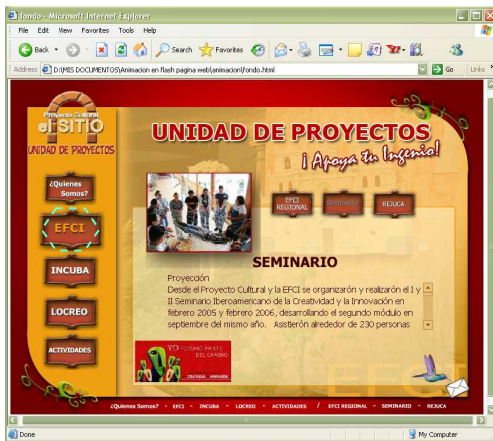 fondo - Microsoft Internet Explorer
File Edit View Favorites Tools Help
Back Search Favorites
Address D:\MIS DOCUMENTOS\Animacion en flash pagina web\animacionl\fondo.html Go Links
Proyecto Cultural
el SITIO
UNIDAD DE PROYECTOS
UNIDAD DE PROYECTOS
¡ Apoya tu Ingenio!
¿Quienes
Somos?
EFCI
INCUBA
LOCREO
ACTIVIDADES
EFCI
REGIONAL
SEMINARIO
REJUCA
SEMINARIO
Proyección
Desde el Proyecto Cultural y la EFCI se organizarón y realizarón el I y
II Seminario Iberoamericano de la Creatividad y la Innovación en
febrero 2005 y febrero 2006, desarrollando el segundo módulo en
septiembre del mismo año. Asistierón alrededor de 230 personas
YO FORMO PARTE
DEL CAMBIO
EFCI
¿Quienes Somos? - EFCI - INCUBA - LOCREO - ACTIVIDADES / EFCI REGIONAL - SEMINARIO - REJUCA
Done My Computer